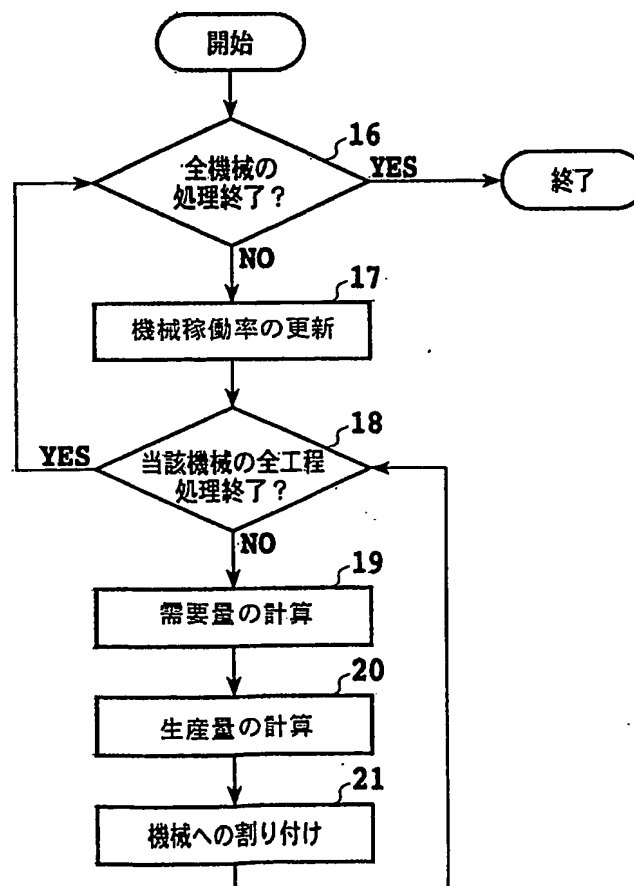 開始
16
全機械の
処理終了？
YES
終了
NO
17
機械稼働率の更新
18
YES
当該機械の全工程
処理終了？
NO
19
需要量の計算
20
生産量の計算
21
機械への割り付け